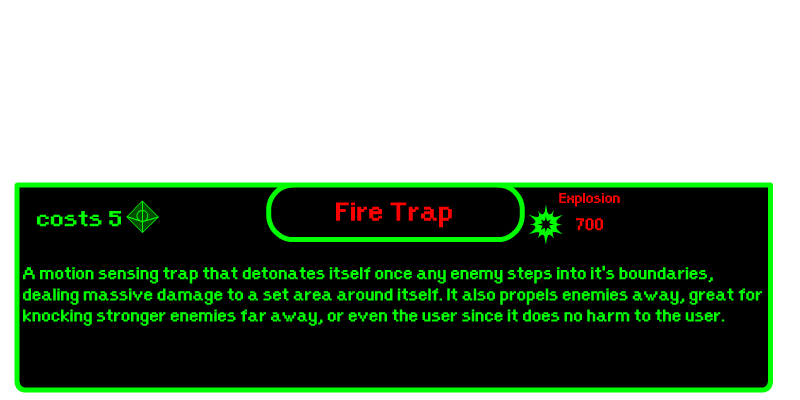 costs 5
Fire Trap
Explosion
700
A motion sensing trap that detonates itself once any enemy steps into it's boundaries,
dealing massive damage to a set area around itself. It also propels enemies away, great for
knocking stronger enemies far away, or even the user since it does no harm to the user.